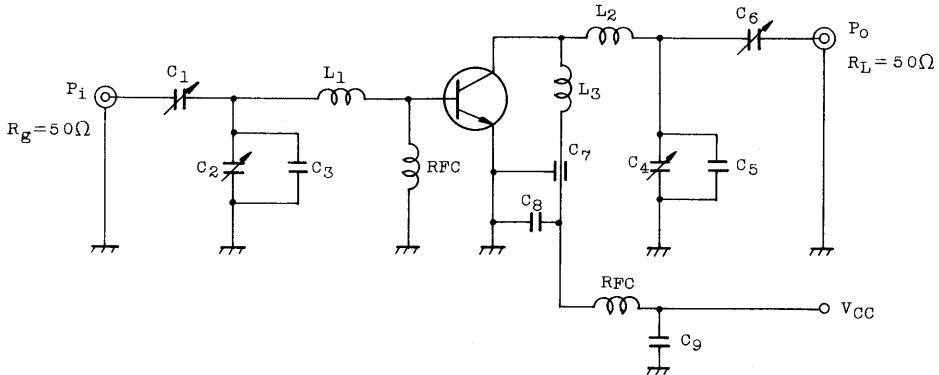 L2
C6
Po
RL=50Ω
Pi
Rg=50Ω
C1
L1
L3
C2
C3
RFC
C7
C4
C5
C8
RFC
VCC
C9